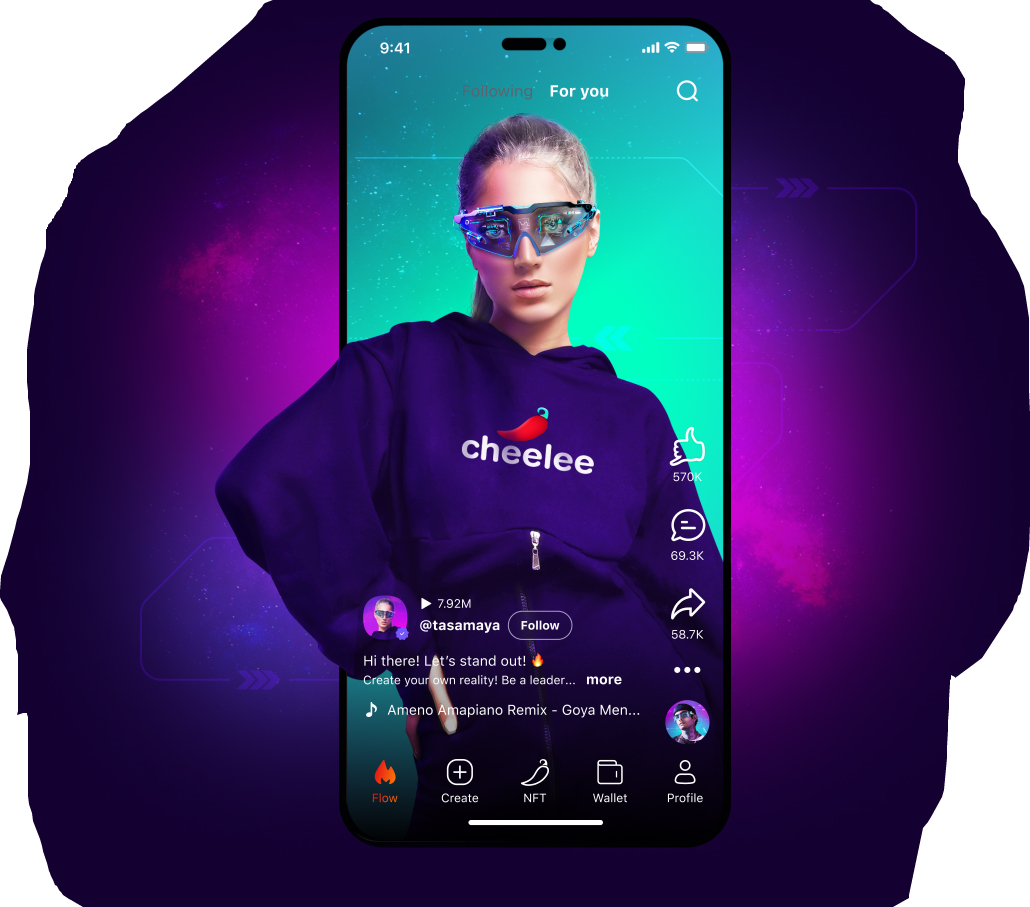 9:41
Following For you
cheelee
570K
69.3K
7.92M
@tasamaya Follow
58.7K
Hi there! Let's stand out! 🔥
Create your own reality! Be a leader... more
Ameno Amapiano Remix - Goya Men...
Flow Create NFT Wallet Profile